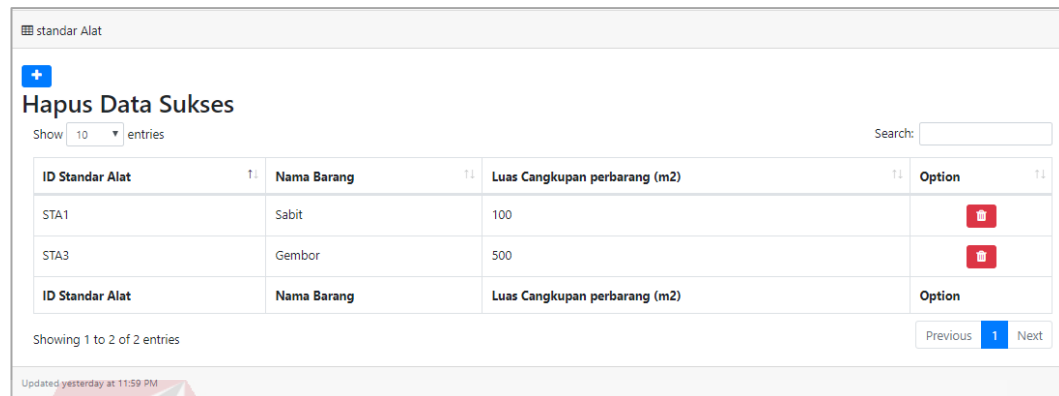 standar Alat
+
Hapus Data Sukses
Show 10 entries Search:
ID Standar Alat Nama Barang Luas Cangkupan perbarang (m2) Option
STA1 Sabit 100
STA3 Gembor 500
ID Standar Alat Nama Barang Luas Cangkupan perbarang (m2) Option
Showing 1 to 2 of 2 entries Previous 1 Next
Updated yesterday at 11:59 PM